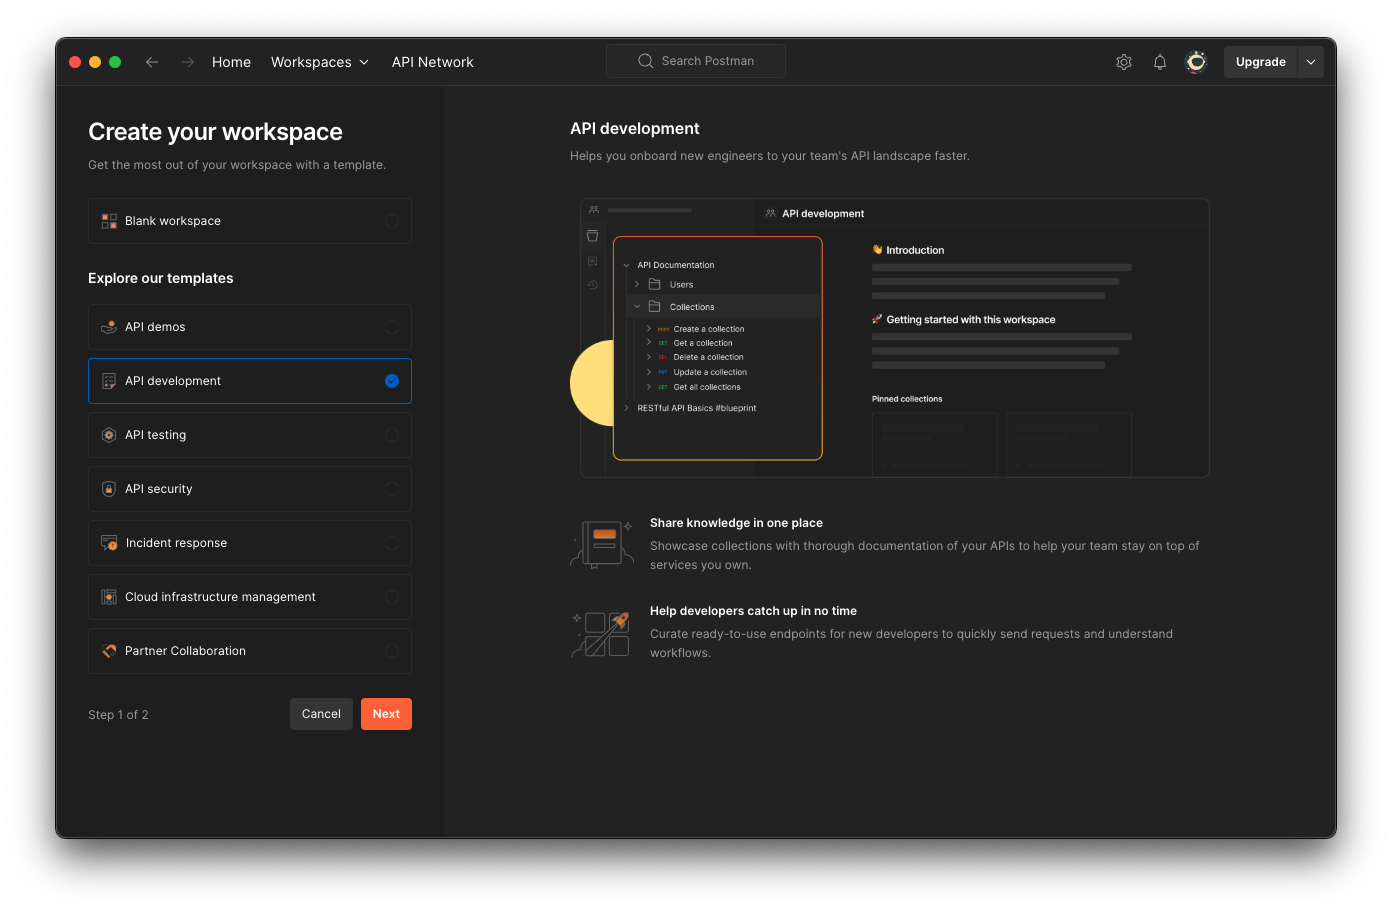 Home Workspaces API Network Search Postman Upgrade
Create your workspace
Get the most out of your workspace with a template.
Blank workspace
Explore our templates
API demos
API development
API testing
API security
Incident response
Cloud infrastructure management
Partner Collaboration
Step 1 of 2 Cancel Next
API development
Helps you onboard new engineers to your team's API landscape faster.
API development
API Documentation
Users
Collections
POST Create a collection
GET Get a collection
DEL Delete a collection
PUT Update a collection
GET Get all collections
RESTful API Basics #blueprint
👋 Introduction
🚀 Getting started with this workspace
Pinned collections
Share knowledge in one place
Showcase collections with thorough documentation of your APIs to help your team stay on top of
services you own.
Help developers catch up in no time
Curate ready-to-use endpoints for new developers to quickly send requests and understand
workflows.